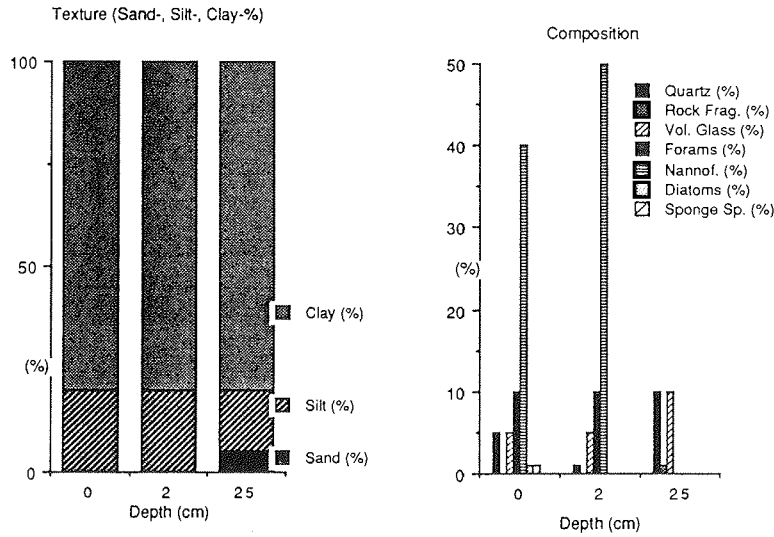 Texture (Sand-, Silt-, Clay-%)
100
50
(%)
0
0
2
25
Depth (cm)
Clay (%)
Silt (%)
Sand (%)
Composition
50
40
30
(%)
20
10
0
0
2
25
Depth (cm)
Quartz (%)
Rock Frag. (%)
Vol. Glass (%)
Forams (%)
Nannof. (%)
Diatoms (%)
Sponge Sp. (%)